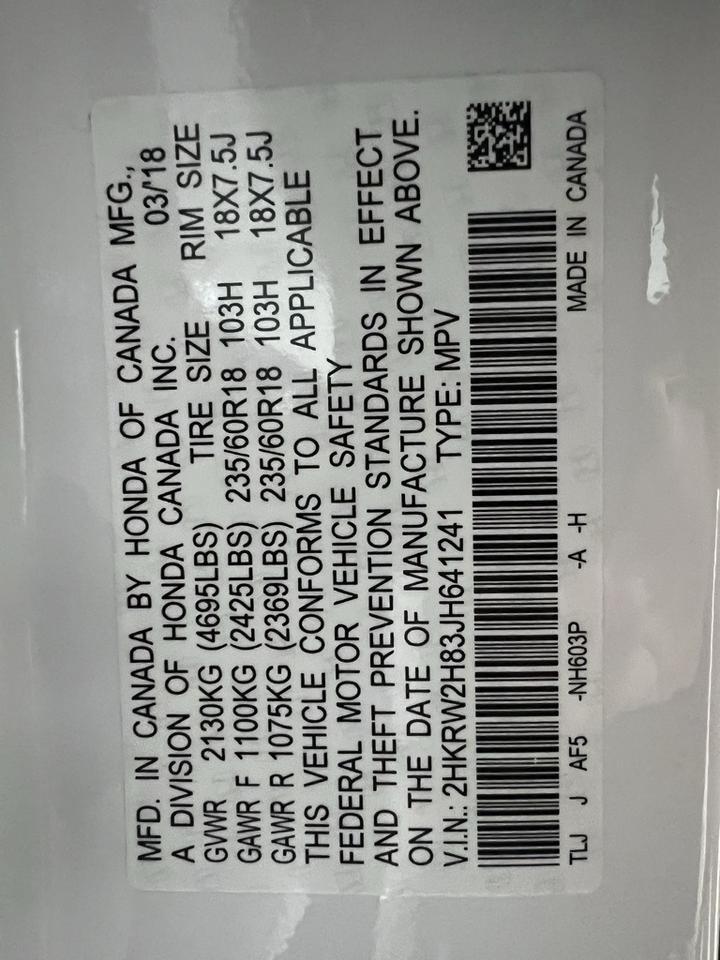 MFD. IN CANADA BY HONDA OF CANADA MFG.,
A DIVISION OF HONDA CANADA INC. 03/'18
GVWR 2130KG (4695LBS) TIRE SIZE RIM SIZE
GAWR F 1100KG (2425LBS) 235/60R18 103H 18X7.5J
GAWR R 1075KG (2369LBS) 235/60R18 103H 18X7.5J
THIS VEHICLE CONFORMS TO ALL APPLICABLE
FEDERAL MOTOR VEHICLE SAFETY
AND THEFT PREVENTION STANDARDS IN EFFECT
ON THE DATE OF MANUFACTURE SHOWN ABOVE.
V.I.N.: 2HKRW2H83JH641241 TYPE: MPV
TLJ J AF5 -NH603P -A -H MADE IN CANADA